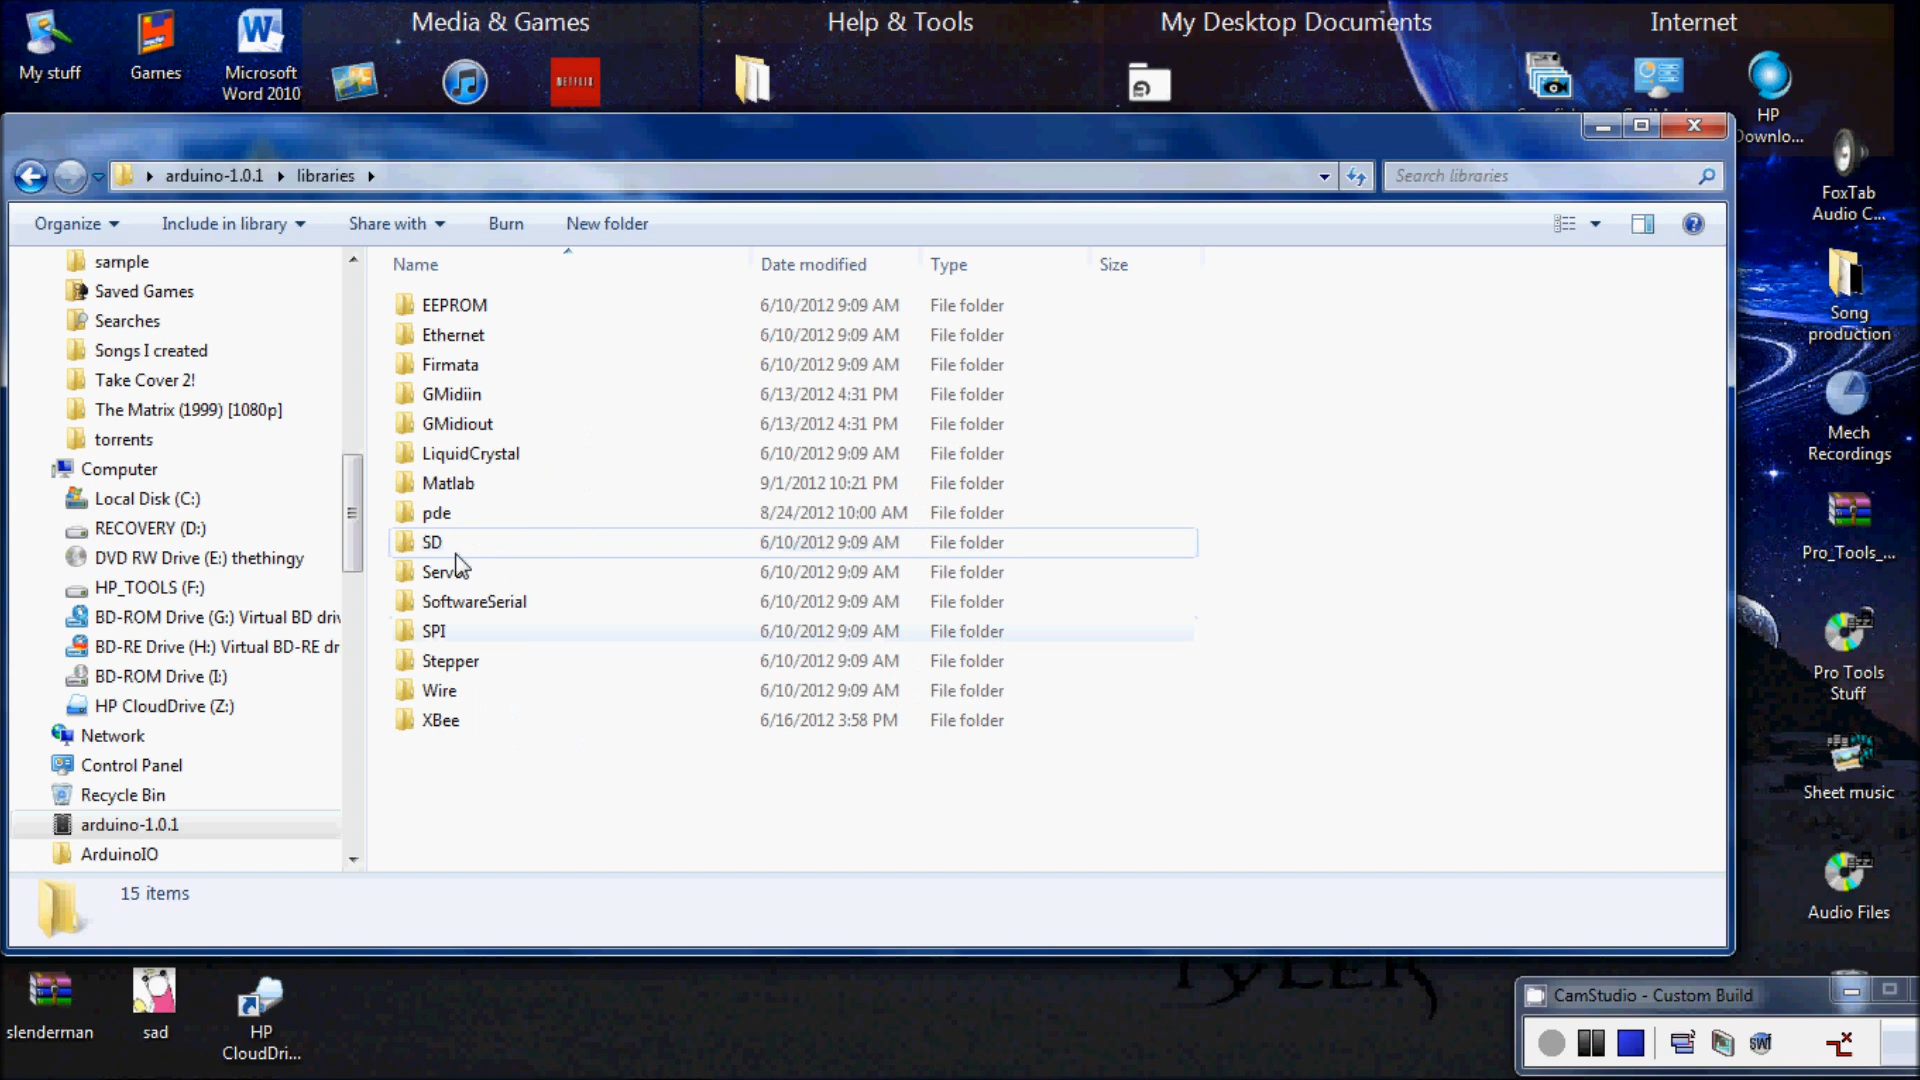 Media & Games
Help & Tools
My Desktop Documents
Internet
My stuff
Games
Microsoft
Word 2010
NETFLIX
HP
Downlo...
FoxTab
Audio C...
Song
production
Mech
Recordings
Pro_Tools_...
Pro Tools
Stuff
Sheet music
Audio Files
arduino-1.0.1
libraries
Search libraries
Organize
Include in library
Share with
Burn
New folder
sample
Saved Games
Searches
Songs I created
Take Cover 2!
The Matrix (1999) [1080p]
torrents
Computer
Local Disk (C:)
RECOVERY (D:)
DVD RW Drive (E:) thethingy
HP_TOOLS (F:)
BD-ROM Drive (G:) Virtual BD driv
BD-RE Drive (H:) Virtual BD-RE dr
BD-ROM Drive (I:)
HP CloudDrive (Z:)
Network
Control Panel
Recycle Bin
arduino-1.0.1
ArduinoIO
Name Date modified Type Size
EEPROM 6/10/2012 9:09 AM File folder
Ethernet 6/10/2012 9:09 AM File folder
Firmata 6/10/2012 9:09 AM File folder
GMidiin 6/13/2012 4:31 PM File folder
GMidiout 6/13/2012 4:31 PM File folder
LiquidCrystal 6/10/2012 9:09 AM File folder
Matlab 9/1/2012 10:21 PM File folder
pde 8/24/2012 10:00 AM File folder
SD 6/10/2012 9:09 AM File folder
Servo 6/10/2012 9:09 AM File folder
SoftwareSerial 6/10/2012 9:09 AM File folder
SPI 6/10/2012 9:09 AM File folder
Stepper 6/10/2012 9:09 AM File folder
Wire 6/10/2012 9:09 AM File folder
XBee 6/16/2012 3:58 PM File folder
15 items
TYLER
slenderman
sad
HP
CloudDri...
CamStudio - Custom Build
SWF